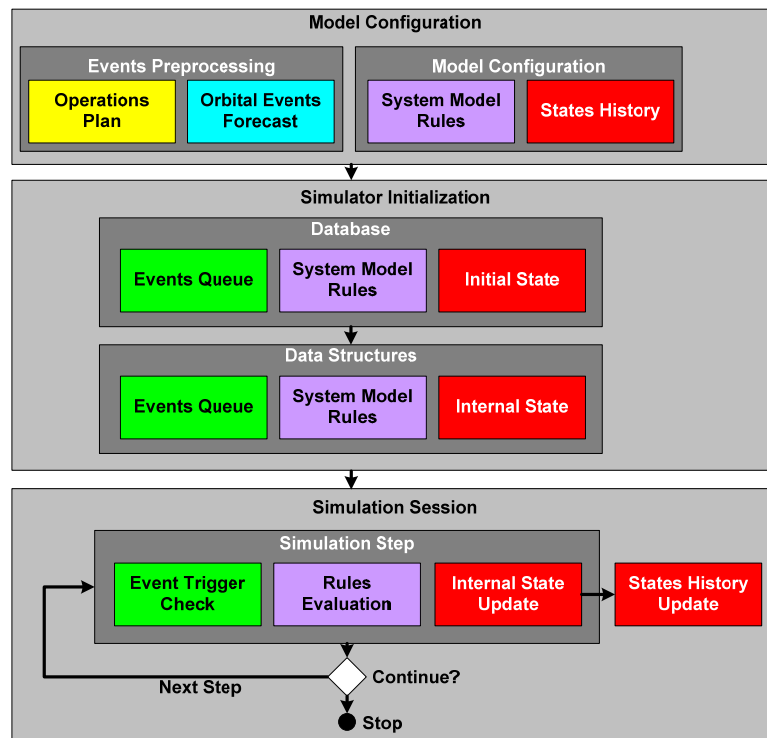 Model Configuration
Events Preprocessing
Operations
Plan
Orbital Events
Forecast
Model Configuration
System Model
Rules
States History
Simulator Initialization
Database
Events Queue
System Model
Rules
Initial State
Data Structures
Events Queue
System Model
Rules
Internal State
Simulation Session
Simulation Step
Event Trigger
Check
Rules
Evaluation
Internal State
Update
States History
Update
Continue?
Next Step
Stop